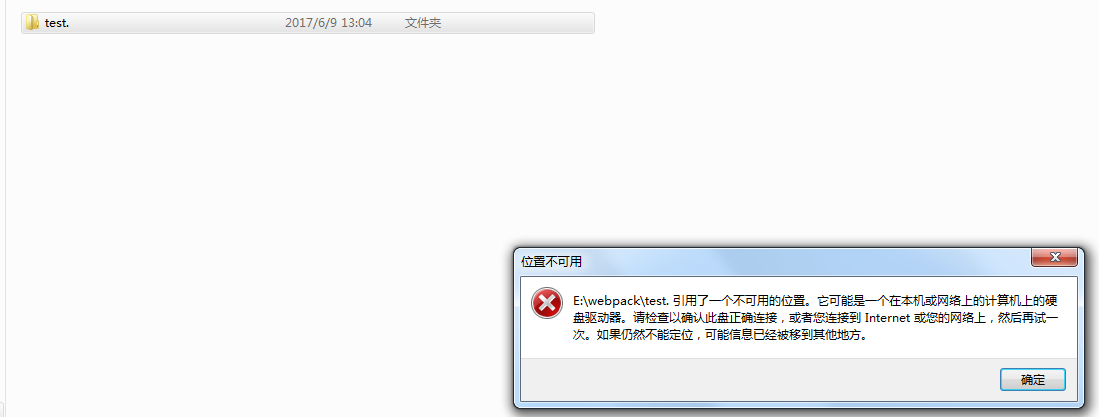 test. 2017/6/9 13:04 文件夹
位置不可用
E:\webpack\test. 引用了一个不可用的位置。它可能是一个在本机或网络上的计算机上的硬
盘驱动器。请检查以确认此盘正确连接，或者您连接到 Internet 或您的网络上，然后再试一
次。如果仍然不能定位，可能信息已经被移到其他地方。
确定